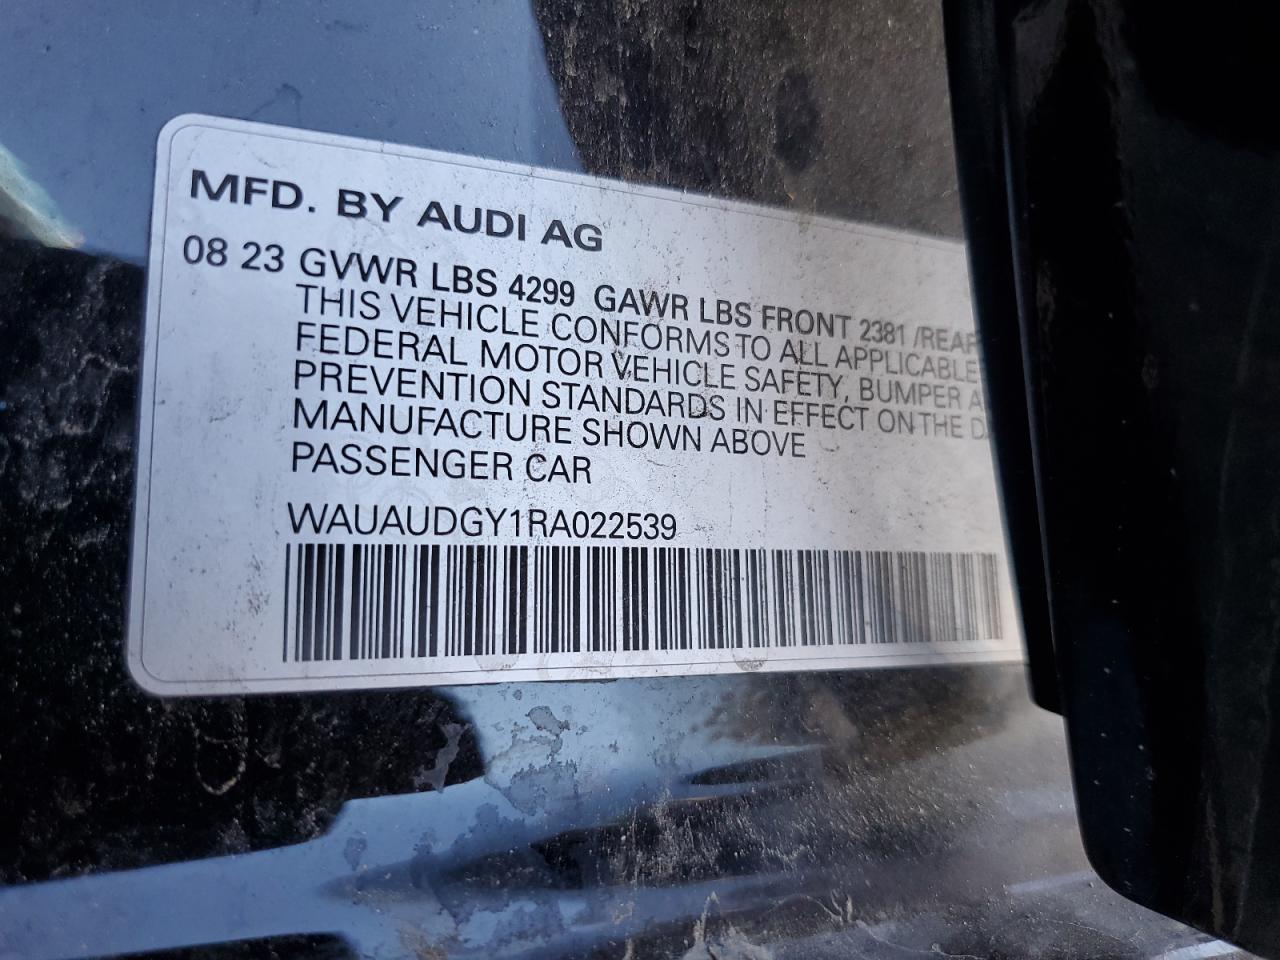 MFD. BY AUDI AG
08 23 GVWR LBS 4299 GAWR LBS FRONT 2381 /REAR
THIS VEHICLE CONFORMS TO ALL APPLICABLE
FEDERAL MOTOR VEHICLE SAFETY, BUMPER
PREVENTION STANDARDS IN EFFECT ON THE
MANUFACTURE SHOWN ABOVE
PASSENGER CAR
WAUAUDGY1RA022539